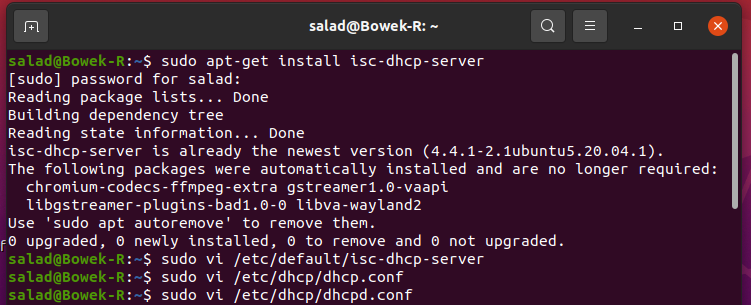 salad@Bowek-R: ~
salad@Bowek-R:~$ sudo apt-get install isc-dhcp-server
[sudo] password for salad:
Reading package lists... Done
Building dependency tree
Reading state information... Done
isc-dhcp-server is already the newest version (4.4.1-2.1ubuntu5.20.04.1).
The following packages were automatically installed and are no longer required:
  chromium-codecs-ffmpeg-extra gstreamer1.0-vaapi
  libgstreamer-plugins-bad1.0-0 libva-wayland2
Use 'sudo apt autoremove' to remove them.
0 upgraded, 0 newly installed, 0 to remove and 0 not upgraded.
salad@Bowek-R:~$ sudo vi /etc/default/isc-dhcp-server
salad@Bowek-R:~$ sudo vi /etc/dhcp/dhcp.conf
salad@Bowek-R:~$ sudo vi /etc/dhcp/dhcpd.conf